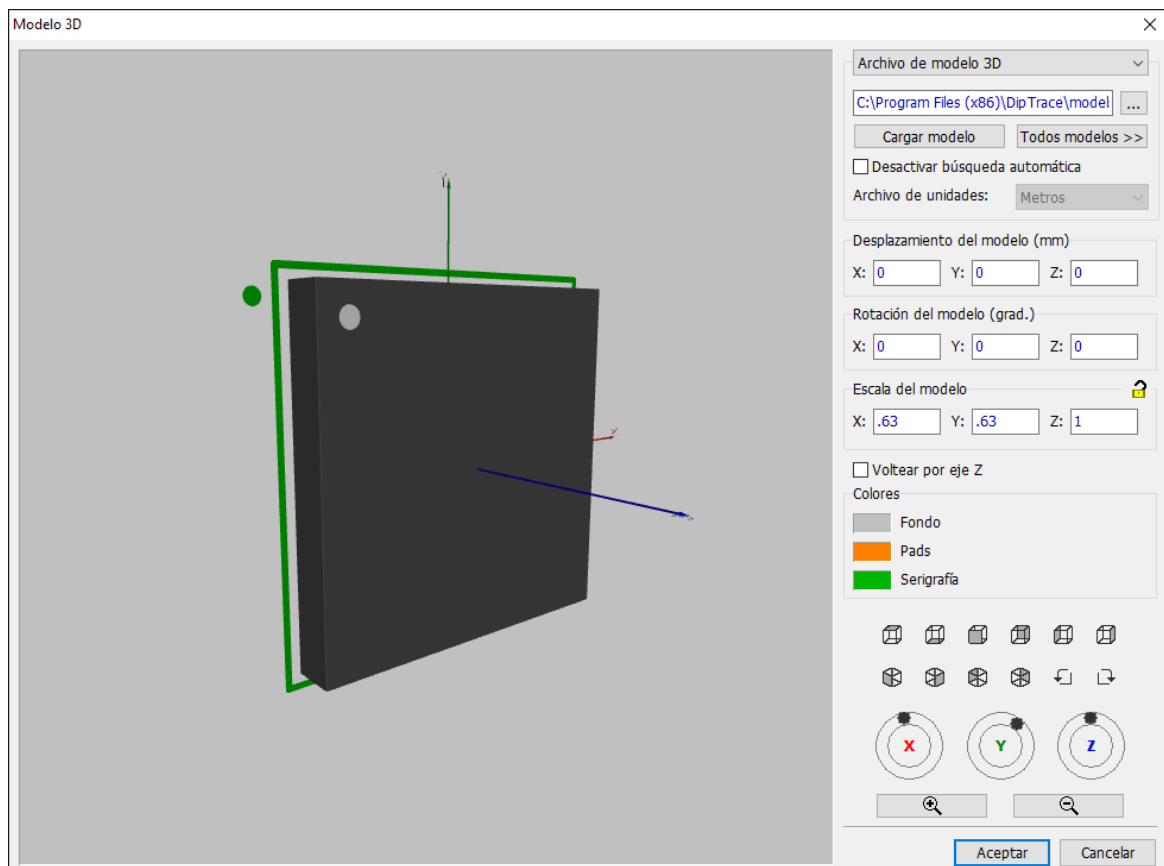 Modelo 3D
Archivo de modelo 3D
C:\Program Files (x86)\DipTrace\model
...
Cargar modelo Todos modelos >>
Desactivar búsqueda automática
Archivo de unidades: Metros
Desplazamiento del modelo (mm)
X: 0 Y: 0 Z: 0
Rotación del modelo (grad.)
X: 0 Y: 0 Z: 0
Escala del modelo
X: .63 Y: .63 Z: 1
Voltear por eje Z
Colores
Fondo
Pads
Serigrafía
X Y Z
Aceptar Cancelar